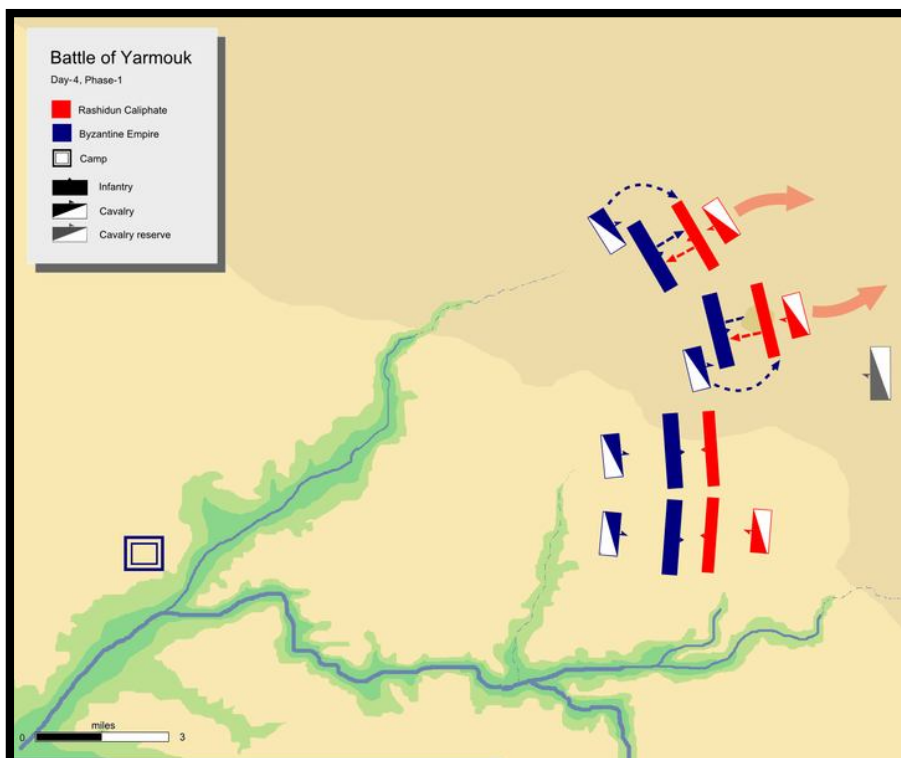 Battle of Yarmouk
Day-4, Phase-1
Rashidun Caliphate
Byzantine Empire
Camp
Infantry
Cavalry
Cavalry reserve
miles
0 3